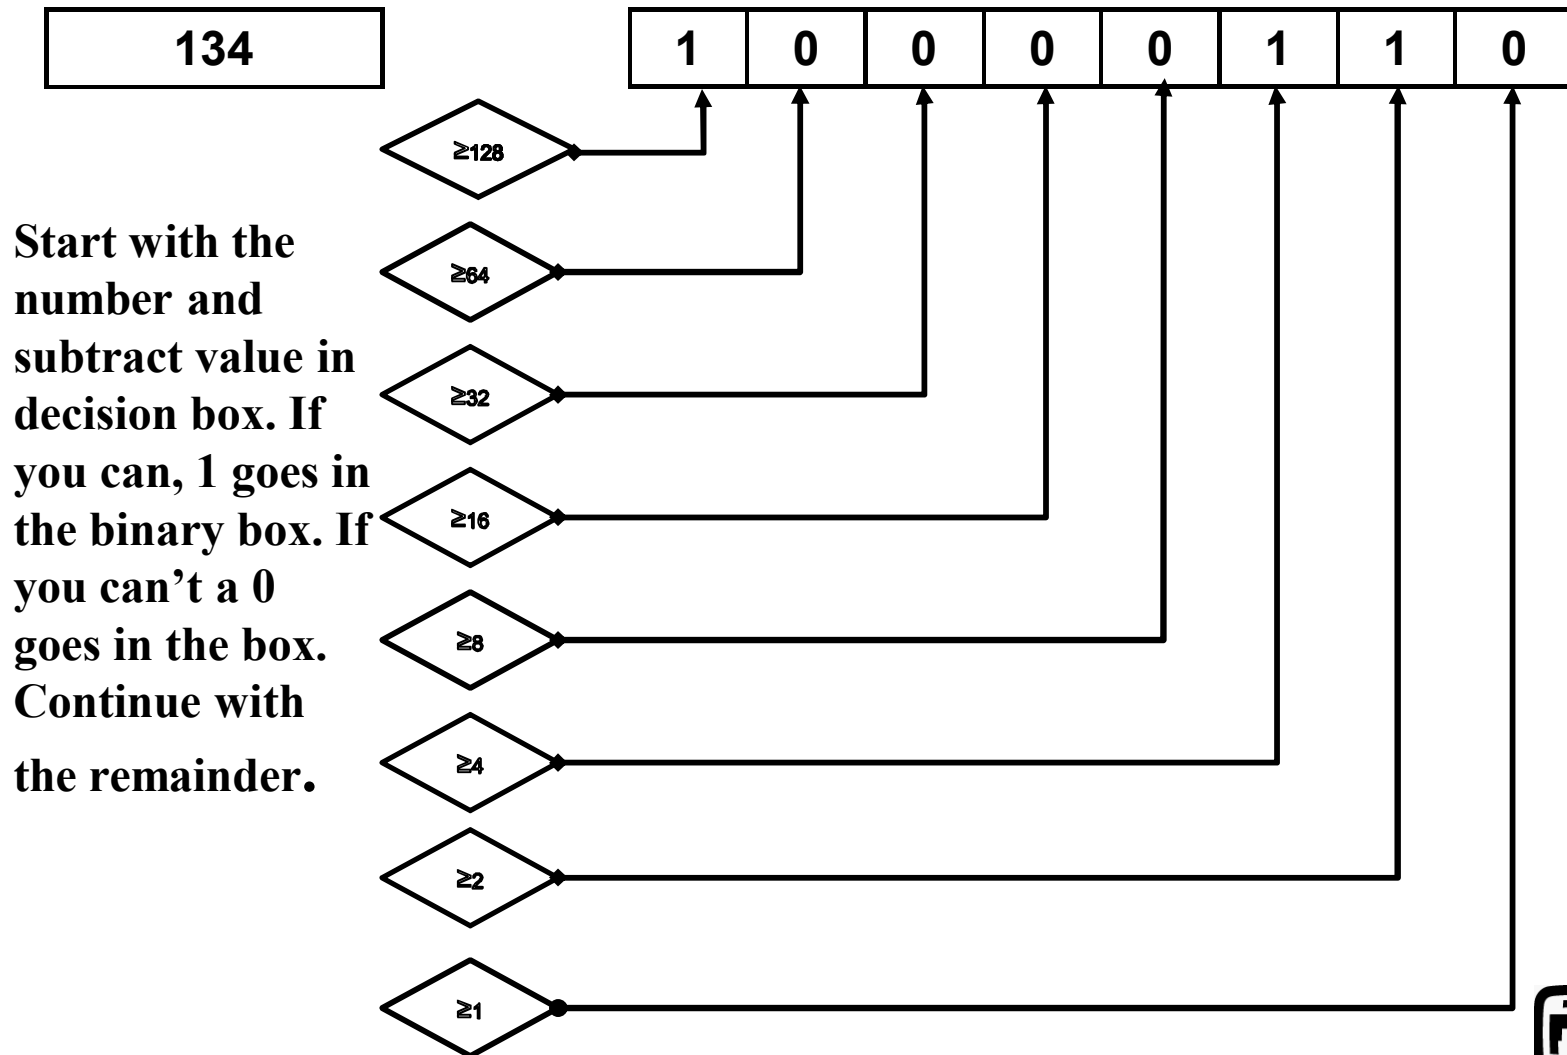 134 1 0 0 0 0 1 1 0
≥128
≥64
≥32
≥16
≥8
≥4
≥2
≥1
Start with the
number and
subtract value in
decision box. If
you can, 1 goes in
the binary box. If
you can’t a 0
goes in the box.
Continue with
the remainder.